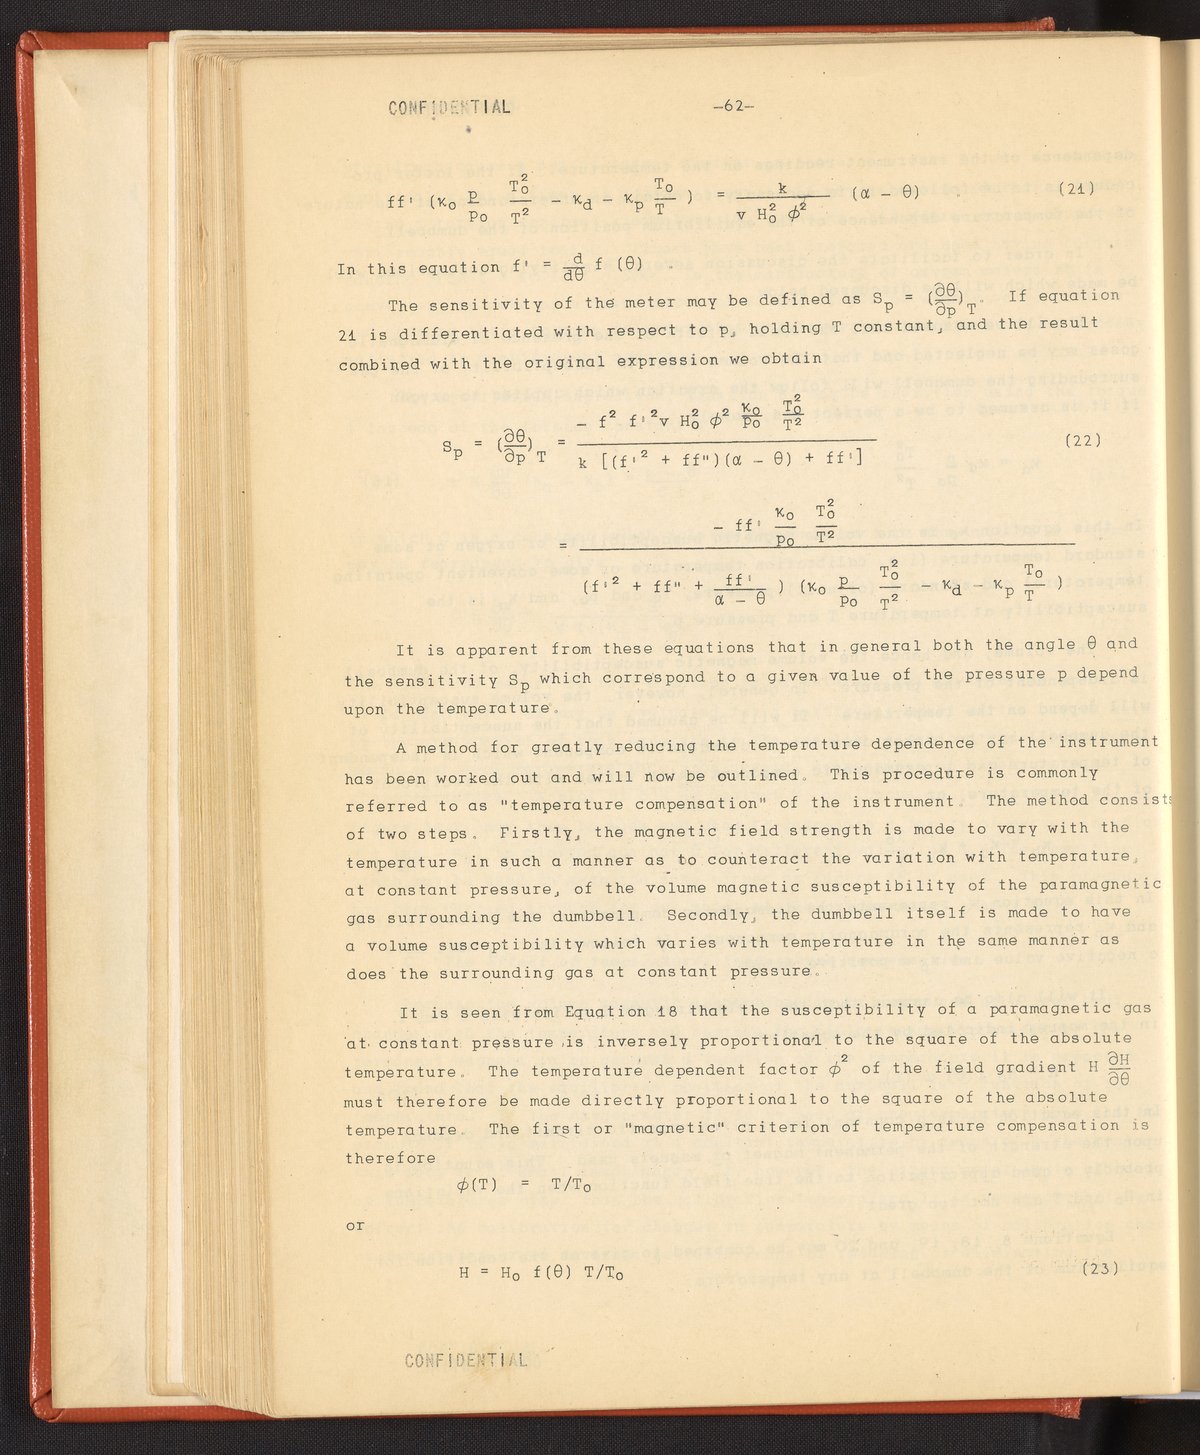 CONFIDENTIAL -62-
ff' (κo p/po To²/T² - κd - κp To/T ) = k/(v Ho² ϕ²) (α - θ) (21)
In this equation f' = d/dθ f (θ)
The sensitivity of the meter may be defined as Sp = (∂θ/∂p)T. If equation
21 is differentiated with respect to p, holding T constant, and the result
combined with the original expression we obtain
Sp = (∂θ/∂p)T = - f² f'² v Ho² ϕ² κo/po To²/T² / k [(f'² + ff")(α - θ) + ff'] (22)
= - ff' κo/po To²/T² / (f'² + ff" + ff'/(α - θ) ) (κo p/po To²/T² - κd - κp To/T )
It is apparent from these equations that in general both the angle θ and
the sensitivity Sp which correspond to a given value of the pressure p depend
upon the temperature.
A method for greatly reducing the temperature dependence of the instrument
has been worked out and will now be outlined. This procedure is commonly
referred to as "temperature compensation" of the instrument. The method consists
of two steps. Firstly, the magnetic field strength is made to vary with the
temperature in such a manner as to counteract the variation with temperature,
at constant pressure, of the volume magnetic susceptibility of the paramagnetic
gas surrounding the dumbbell. Secondly, the dumbbell itself is made to have
a volume susceptibility which varies with temperature in the same manner as
does the surrounding gas at constant pressure.
It is seen from Equation 18 that the susceptibility of a paramagnetic gas
at constant pressure is inversely proportional to the square of the absolute
temperature. The temperature dependent factor ϕ² of the field gradient H ∂H/∂θ
must therefore be made directly proportional to the square of the absolute
temperature. The first or "magnetic" criterion of temperature compensation is
therefore
ϕ(T) = T/To
or
H = Ho f(θ) T/To (23)
CONFIDENTIAL